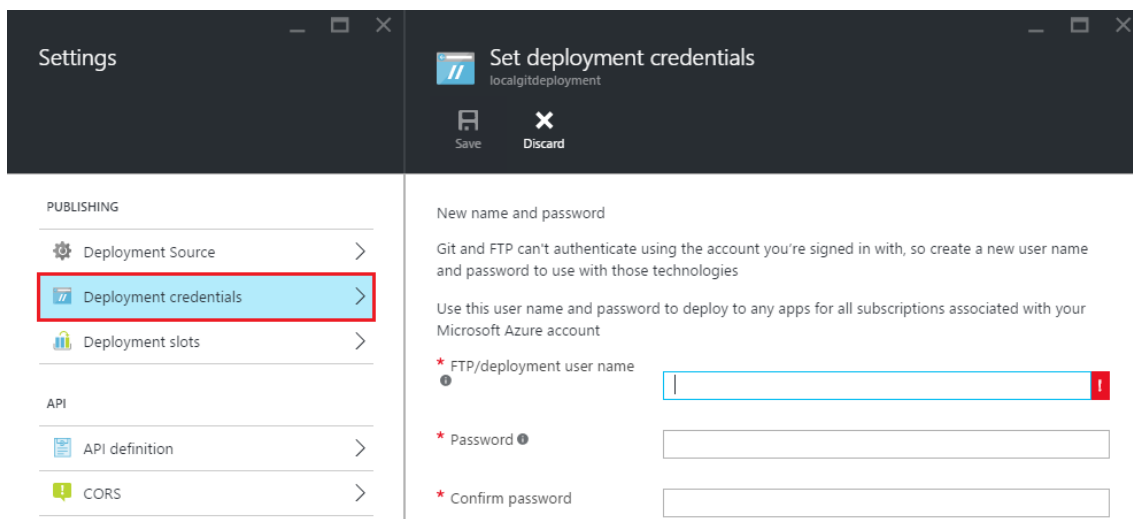 Settings
Set deployment credentials
localgitdeployment
Save
Discard
PUBLISHING
Deployment Source
Deployment credentials
Deployment slots
API
API definition
CORS
New name and password
Git and FTP can't authenticate using the account you're signed in with, so create a new user name
and password to use with those technologies
Use this user name and password to deploy to any apps for all subscriptions associated with your
Microsoft Azure account
* FTP/deployment user name
* Password
* Confirm password